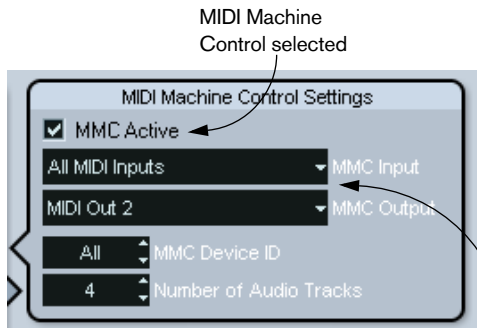 MIDI Machine
Control selected
MIDI Machine Control Settings
MMC Active
All MIDI Inputs MMC Input
MIDI Out 2 MMC Output
All MMC Device ID
4 Number of Audio Tracks